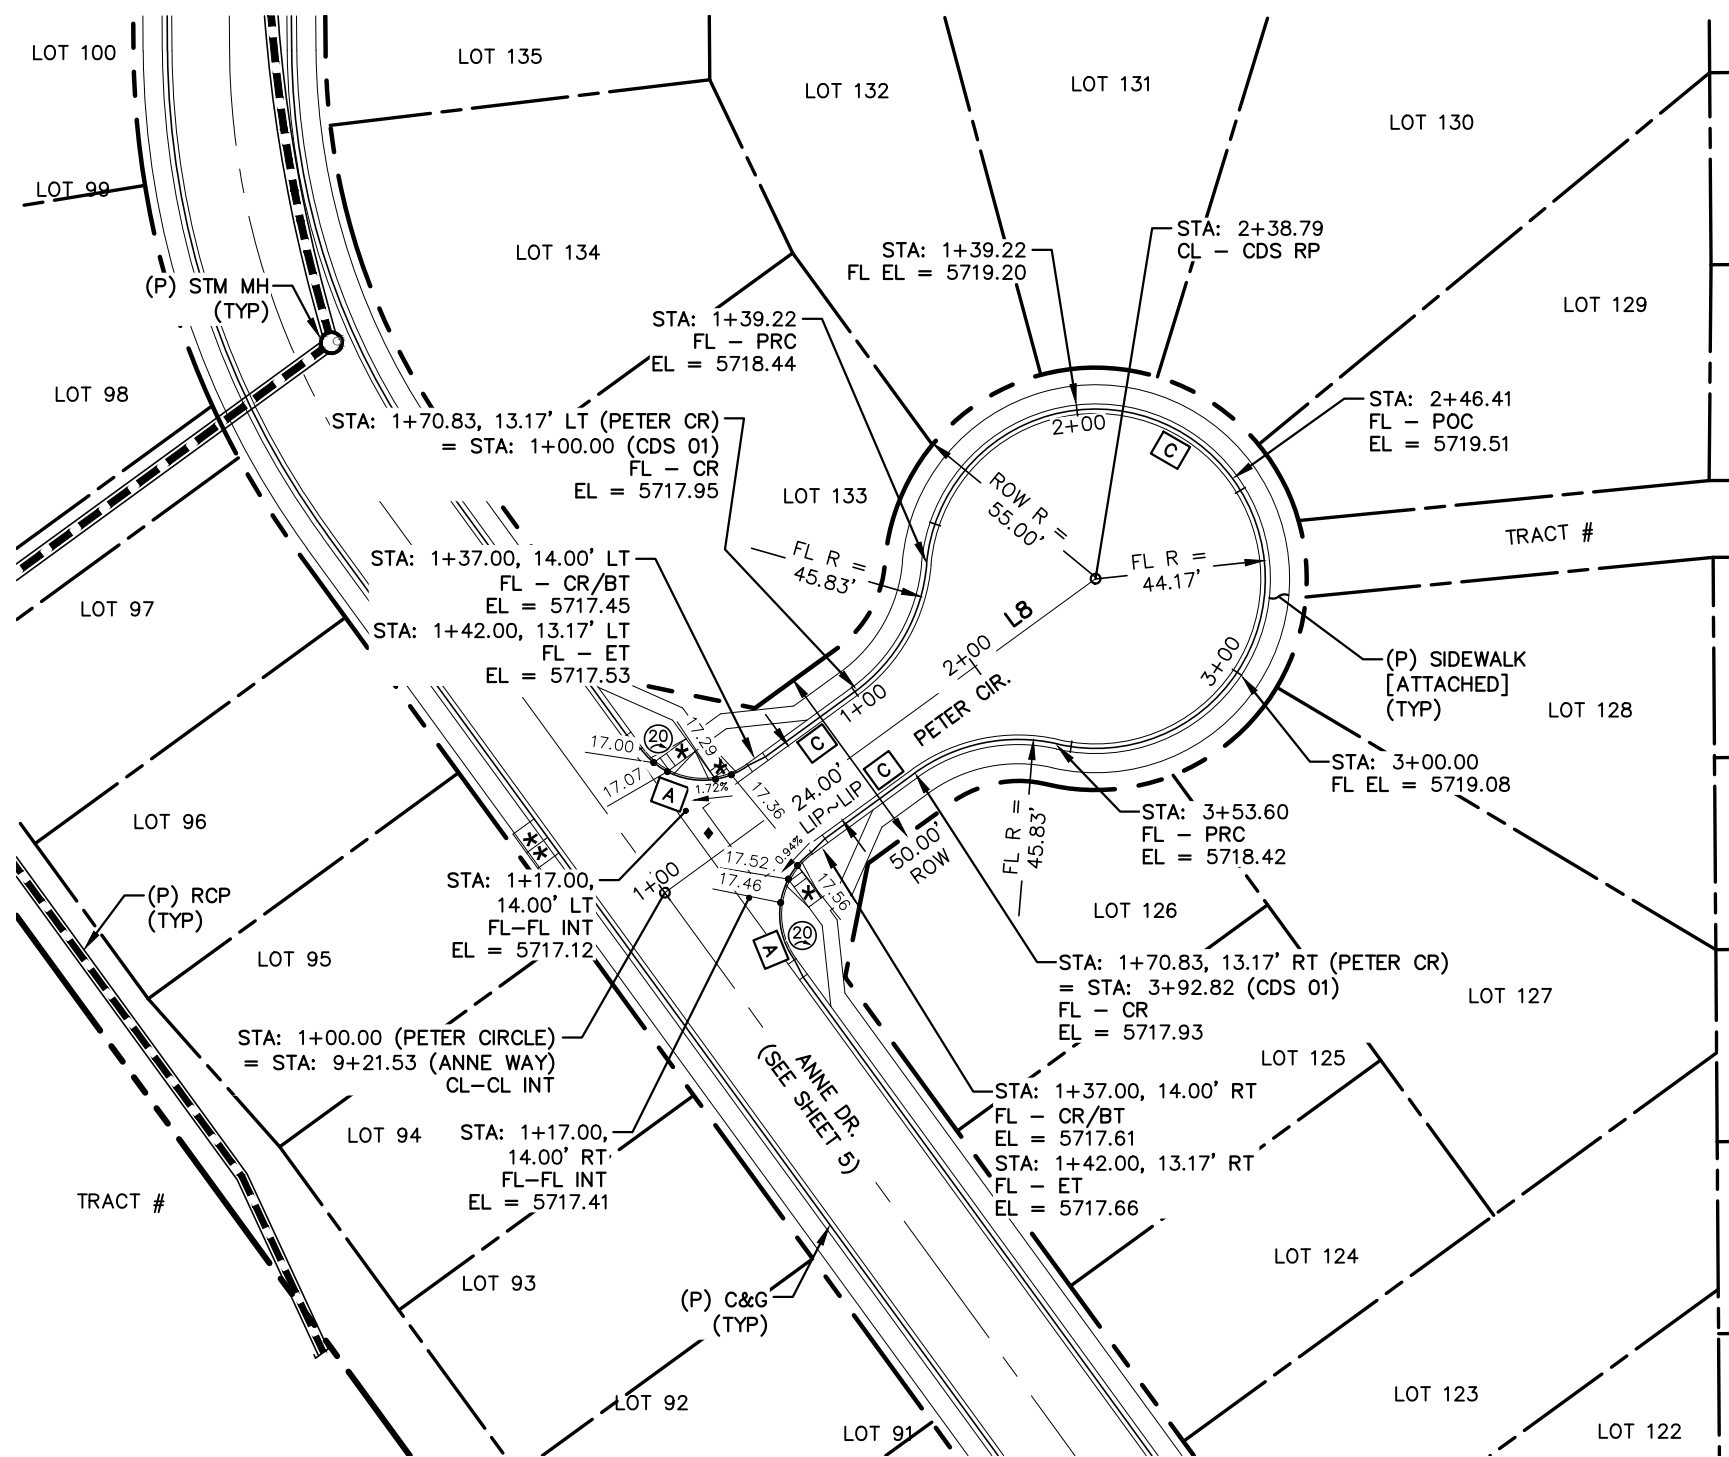 LOT 100
LOT 135
LOT 132
LOT 131
LOT 130
LOT 99
LOT 134
(P) STM MH
(TYP)
STA: 1+39.22
FL EL = 5719.20
STA: 2+38.79
CL - CDS RP
LOT 129
STA: 1+39.22
FL - PRC
EL = 5718.44
LOT 98
STA: 1+70.83, 13.17' LT (PETER CR)
= STA: 1+00.00 (CDS 01)
FL - CR
EL = 5717.95
2+00
C
STA: 2+46.41
FL - POC
EL = 5719.51
LOT 133
ROW R =
55.00'
TRACT #
FL R =
45.83'
FL R =
44.17'
STA: 1+37.00, 14.00' LT
FL - CR/BT
EL = 5717.45
STA: 1+42.00, 13.17' LT
FL - ET
EL = 5717.53
LOT 97
L8
2+00
PETER CIR.
3+00
(P) SIDEWALK
[ATTACHED]
(TYP)
LOT 128
1+00
17.00
20
*
17.29
*
17.07
A
1.72%
17.36
C
C
24.00'
LIP~LIP
50.00'
ROW
STA: 3+00.00
FL EL = 5719.08
STA: 3+53.60
FL - PRC
EL = 5718.42
FL R =
45.83'
LOT 96
**
0.94%
17.52
17.46
*
17.56
20
A
1+00
(P) RCP
(TYP)
STA: 1+17.00,
14.00' LT
FL-FL INT
EL = 5717.12
LOT 126
LOT 95
STA: 1+70.83, 13.17' RT (PETER CR)
= STA: 3+92.82 (CDS 01)
FL - CR
EL = 5717.93
LOT 127
STA: 1+00.00 (PETER CIRCLE)
= STA: 9+21.53 (ANNE WAY)
CL-CL INT
ANNE DR.
(SEE SHEET 5)
LOT 125
STA: 1+37.00, 14.00' RT
FL - CR/BT
EL = 5717.61
STA: 1+42.00, 13.17' RT
FL - ET
EL = 5717.66
LOT 94
STA: 1+17.00,
14.00' RT
FL-FL INT
EL = 5717.41
TRACT #
LOT 124
LOT 93
(P) C&G
(TYP)
LOT 92
LOT 123
LOT 91
LOT 122